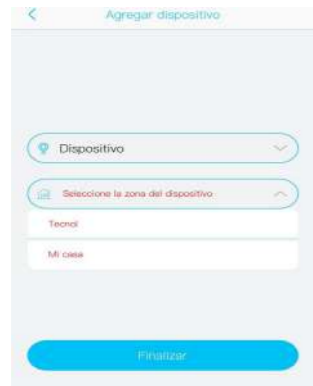 Agregar dispositivo
Dispositivo
Seleccione la zona del dispositivo
Tecnol
Mi casa
Finalizar